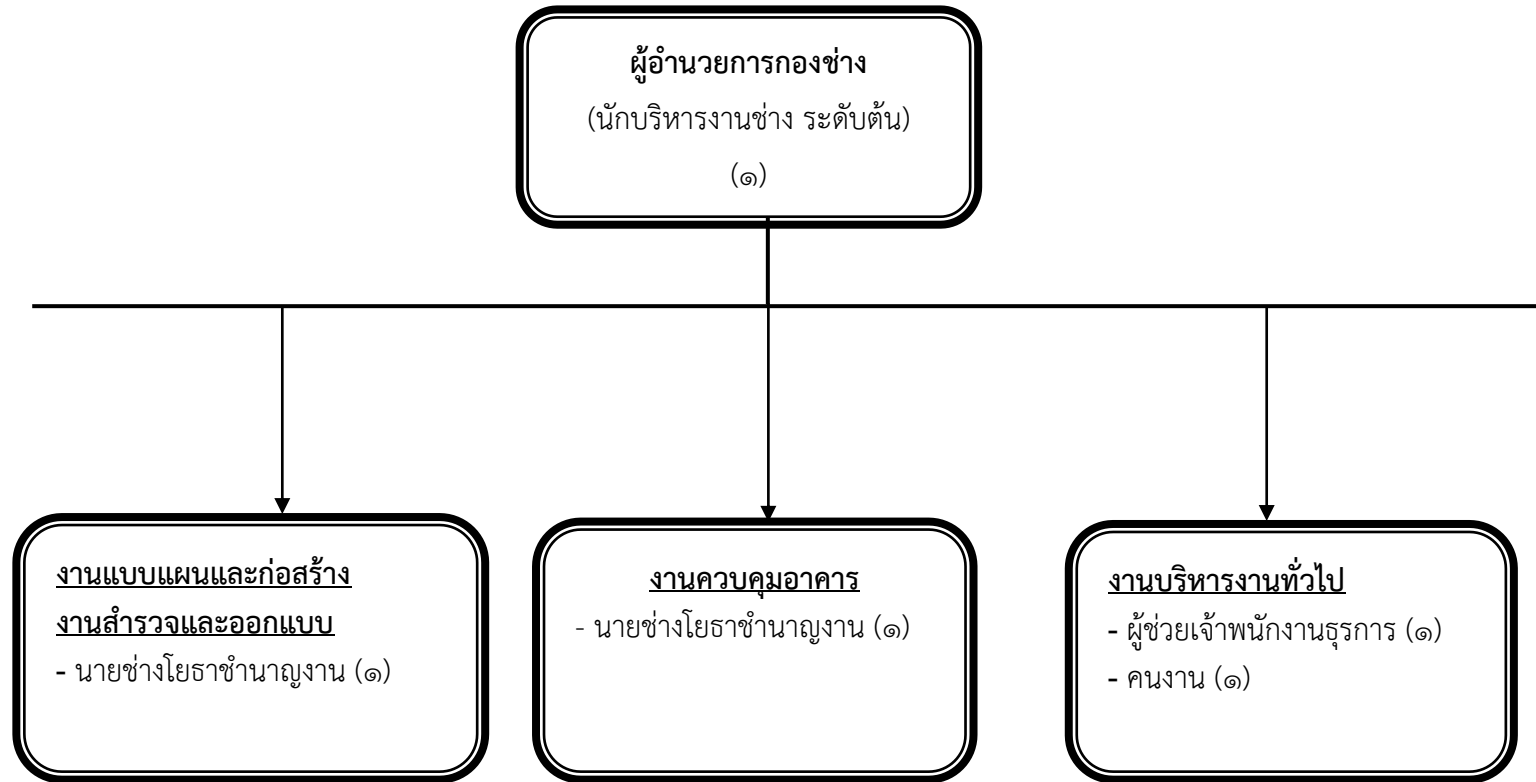 ผู้อำนวยการกองช่าง
(นักบริหารงานช่าง ระดับต้น)
(๑)
งานแบบแผนและก่อสร้าง
งานสำรวจและออกแบบ
- นายช่างโยธาชำนาญงาน (๑)
งานควบคุมอาคาร
- นายช่างโยธาชำนาญงาน (๑)
งานบริหารงานทั่วไป
- ผู้ช่วยเจ้าพนักงานธุรการ (๑)
- คนงาน (๑)